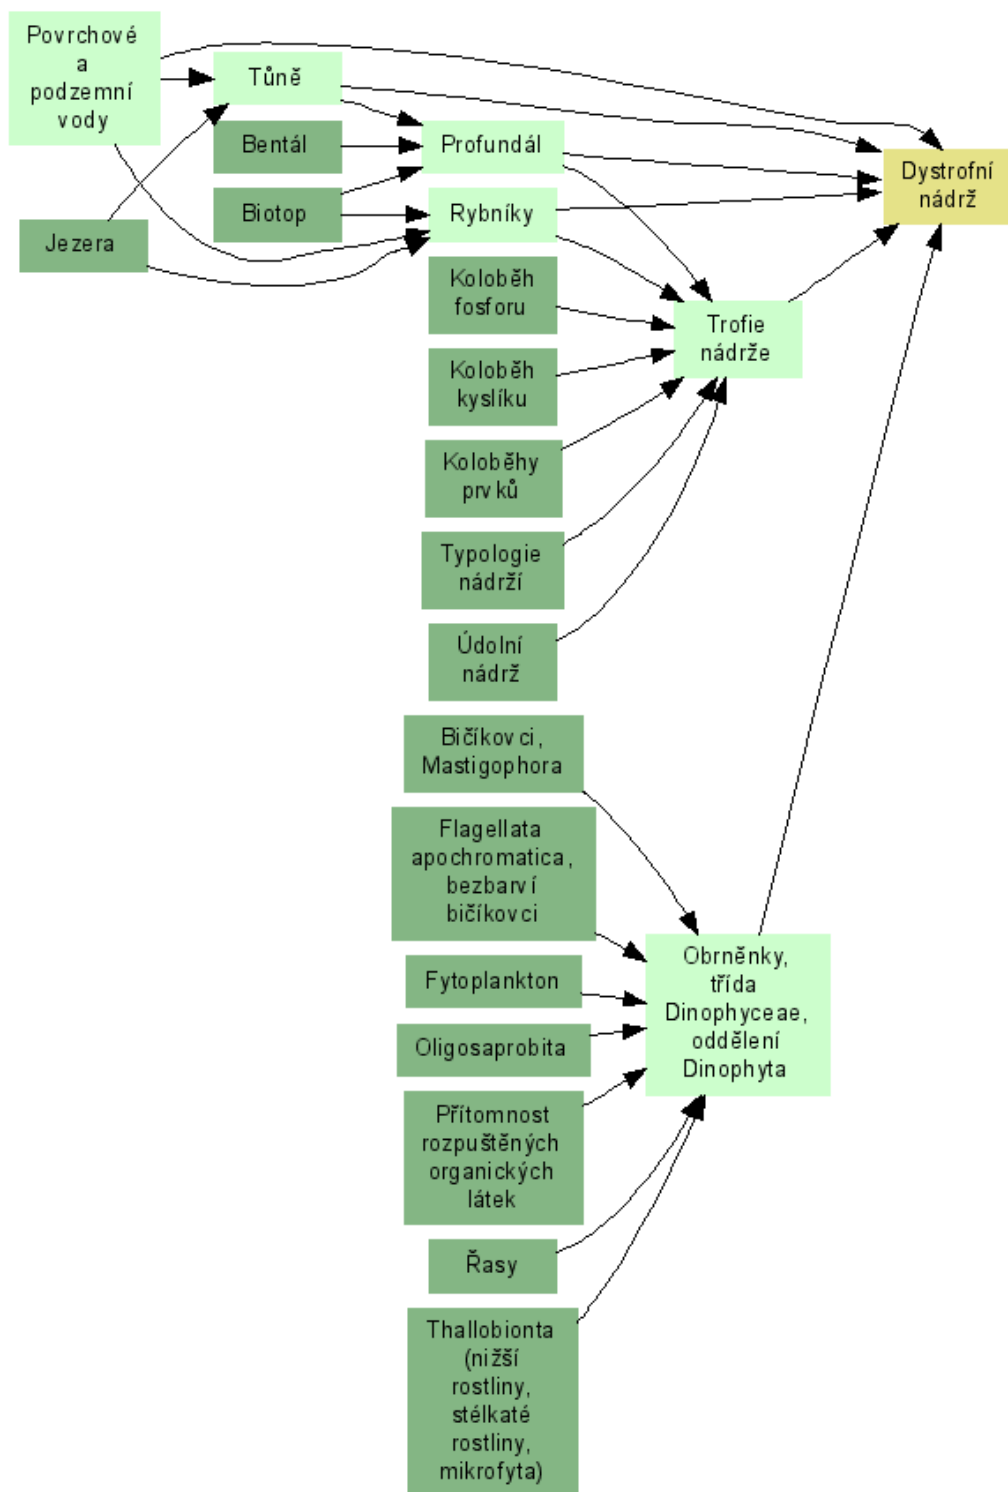 Povrchové
a
podzemní
vody
Tůně
Bentál
Biotop
Jezera
Profundál
Rybníky
Dystrofní
nádrž
Koloběh
fosforu
Koloběh
kyslíku
Koloběhy
prvků
Typologie
nádrží
Údolní
nádrž
Trofie
nádrže
Bičíkovci,
Mastigophora
Flagellata
apochromatica,
bezbarví
bičíkovci
Fytoplankton
Oligosaprobita
Přítomnost
rozpuštěných
organických
látek
Řasy
Thallobionta
(nižší
rostliny,
stélkaté
rostliny,
mikrofyta)
Obrněnky,
třída
Dinophyceae,
oddělení
Dinophyta